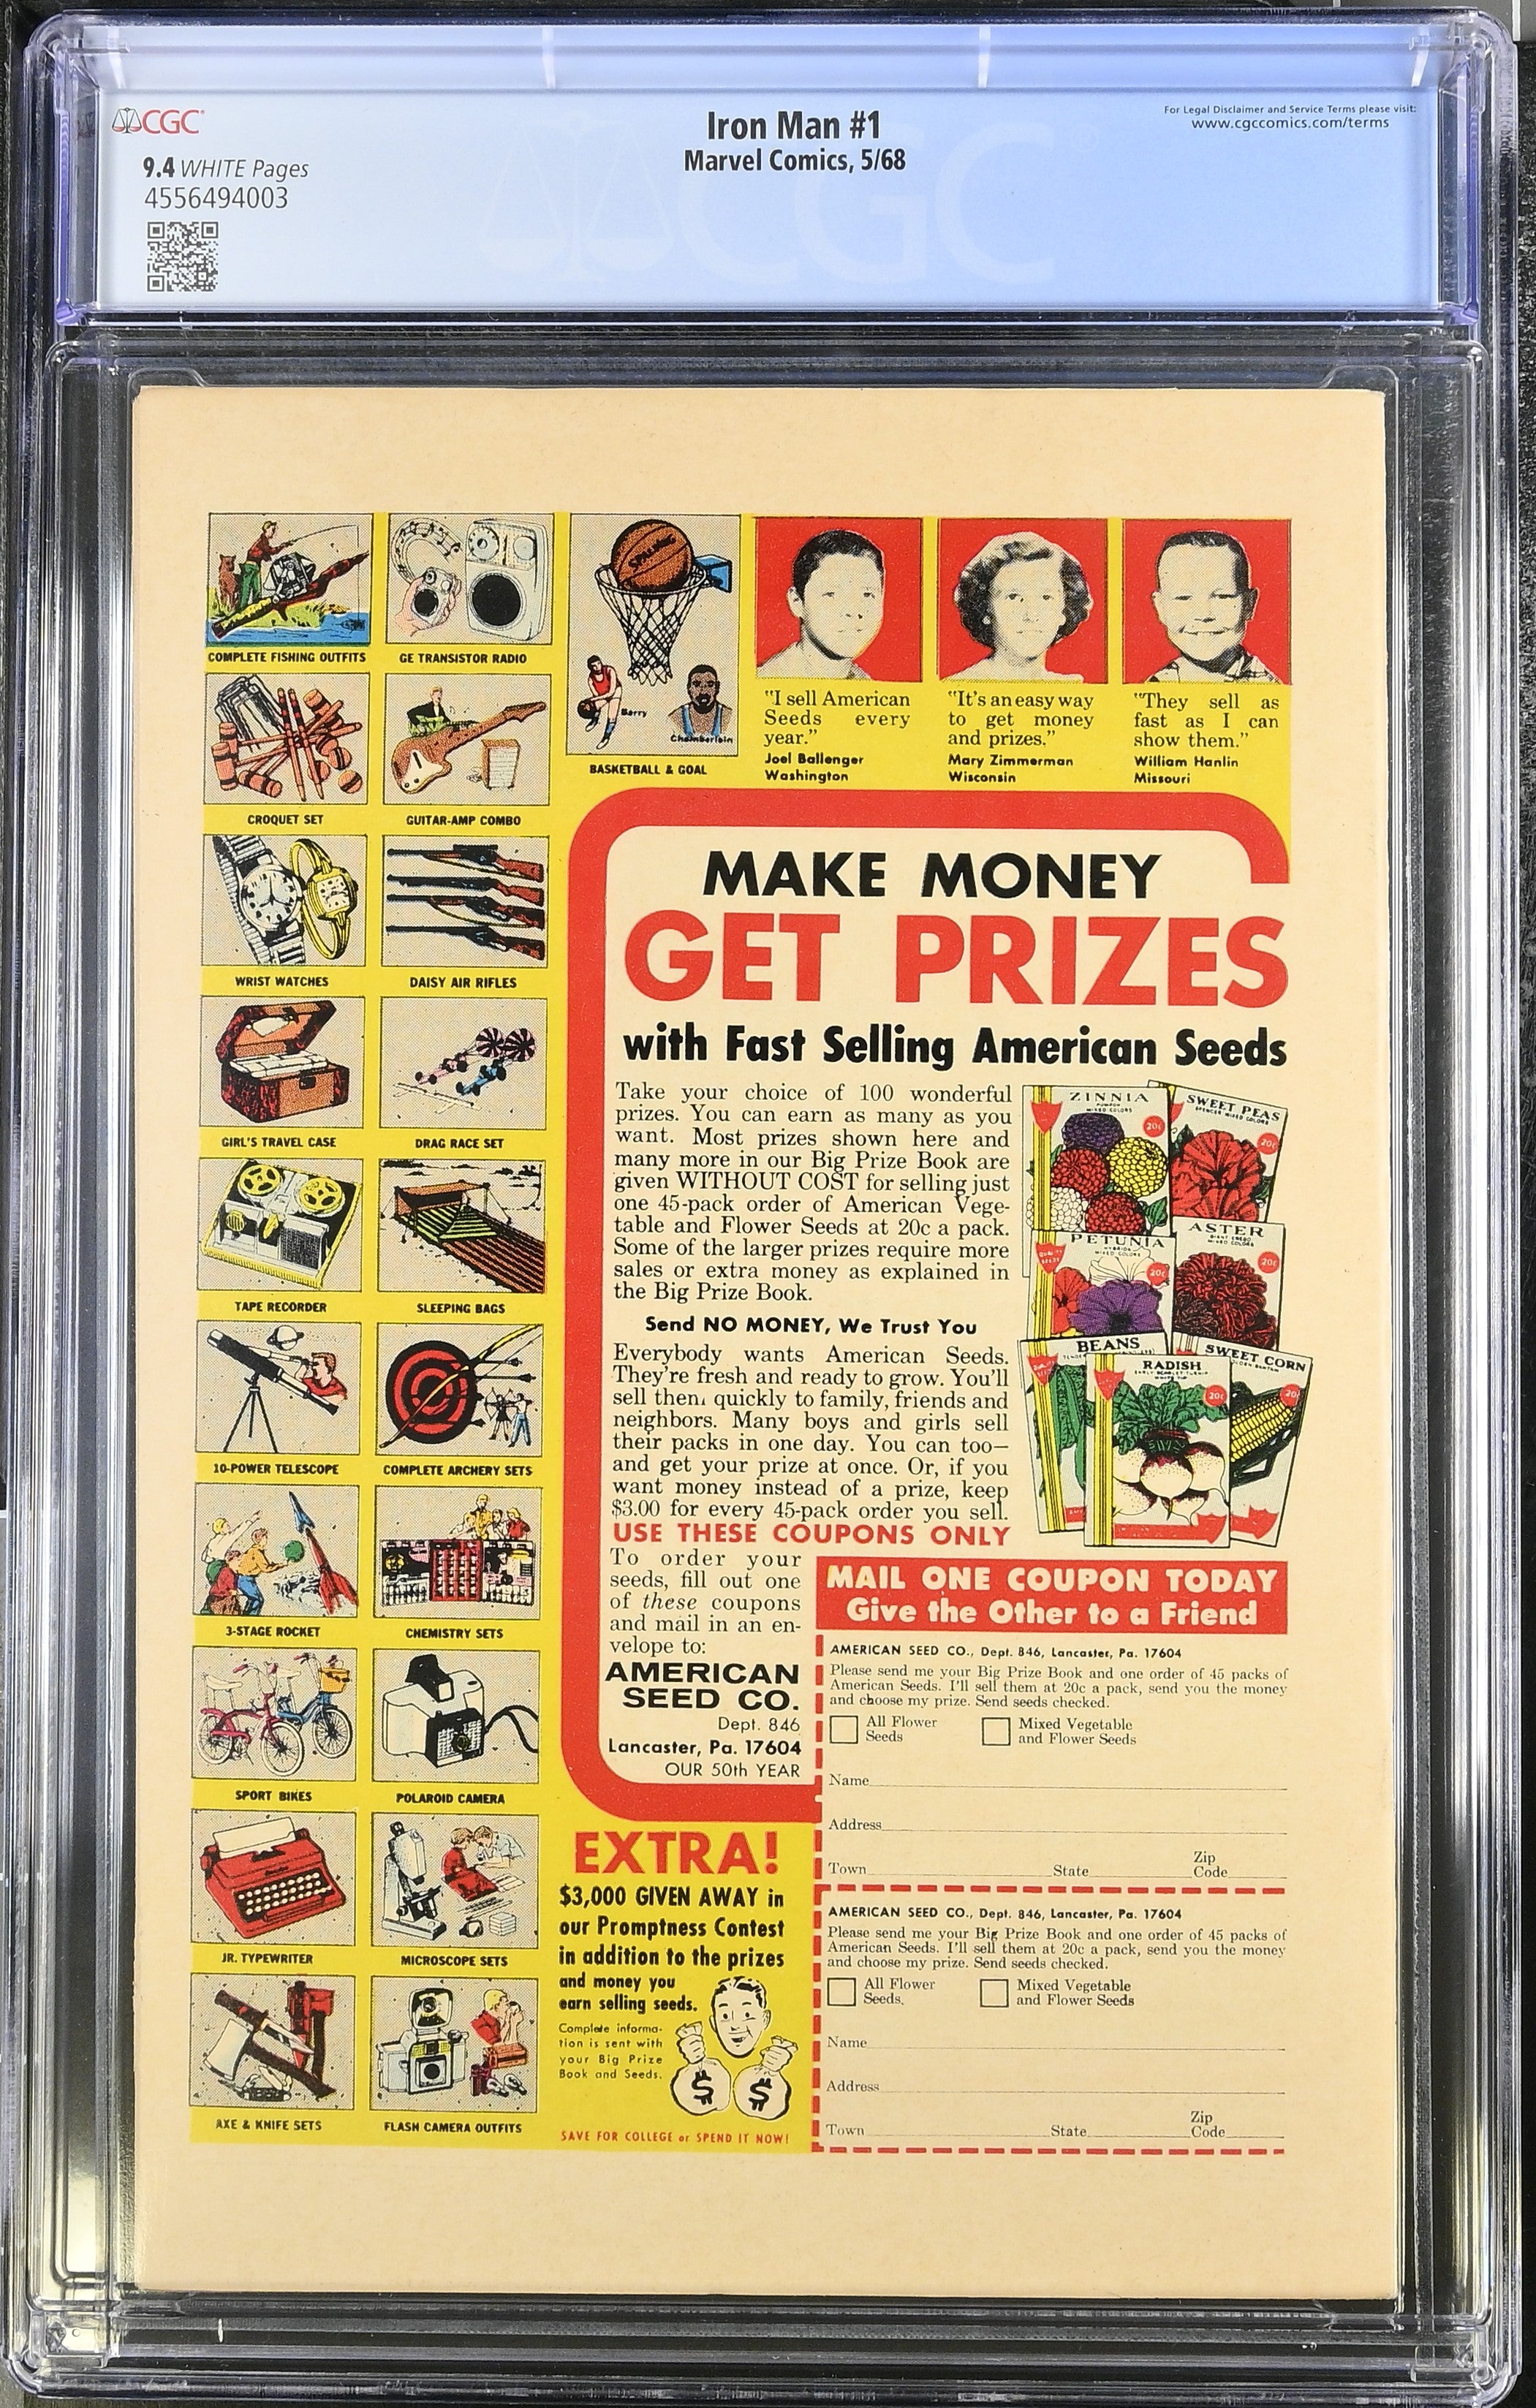 CGC
9.4 WHITE Pages
4556494003
Iron Man #1
Marvel Comics, 5/68
For Legal Disclaimer and Service Terms please visit:
www.cgccomics.com/terms
CGC
COMPLETE FISHING OUTFITS
GE TRANSISTOR RADIO
SPALDING
Barry
Chamberlain
BASKETBALL & GOAL
CROQUET SET
GUITAR-AMP COMBO
WRIST WATCHES
DAISY AIR RIFLES
GIRL'S TRAVEL CASE
DRAG RACE SET
TAPE RECORDER
SLEEPING BAGS
10-POWER TELESCOPE
COMPLETE ARCHERY SETS
3-STAGE ROCKET
CHEMISTRY SETS
SPORT BIKES
POLAROID CAMERA
JR. TYPEWRITER
MICROSCOPE SETS
AXE & KNIFE SETS
FLASH CAMERA OUTFITS
"I sell American
Seeds every
year."
Joel Ballenger
Washington
"It's an easy way
to get money
and prizes."
Mary Zimmerman
Wisconsin
"They sell as
fast as I can
show them."
William Hanlin
Missouri
MAKE MONEY
GET PRIZES
with Fast Selling American Seeds
Take your choice of 100 wonderful
prizes. You can earn as many as you
want. Most prizes shown here and
many more in our Big Prize Book are
given WITHOUT COST for selling just
one 45-pack order of American Vege-
table and Flower Seeds at 20c a pack.
Some of the larger prizes require more
sales or extra money as explained in
the Big Prize Book.
Send NO MONEY, We Trust You
Everybody wants American Seeds.
They're fresh and ready to grow. You'll
sell them quickly to family, friends and
neighbors. Many boys and girls sell
their packs in one day. You can too—
and get your prize at once. Or, if you
want money instead of a prize, keep
$3.00 for every 45-pack order you sell.
USE THESE COUPONS ONLY
ZINNIA
MIXED COLORS
20c
SWEET PEAS
SPENCER MIXED COLORS
20c
PETUNIA
MIXED COLORS
20c
ASTER
MIXED COLORS
20c
BEANS
RADISH
20c
SWEET CORN
GOLDEN BANTAM
20c
To order your
seeds, fill out one
of these coupons
and mail in an en-
velope to:
AMERICAN
SEED CO.
Dept. 846
Lancaster, Pa. 17604
OUR 50th YEAR
MAIL ONE COUPON TODAY
Give the Other to a Friend
AMERICAN SEED CO., Dept. 846, Lancaster, Pa. 17604
Please send me your Big Prize Book and one order of 45 packs of
American Seeds. I'll sell them at 20c a pack, send you the money
and choose my prize. Send seeds checked.
All Flower
Seeds
Mixed Vegetable
and Flower Seeds
Name
Address
Town State Zip
Code
AMERICAN SEED CO., Dept. 846, Lancaster, Pa. 17604
Please send me your Big Prize Book and one order of 45 packs of
American Seeds. I'll sell them at 20c a pack, send you the money
and choose my prize. Send seeds checked.
All Flower
Seeds.
Mixed Vegetable
and Flower Seeds
Name
Address
Town State Zip
Code
EXTRA!
$3,000 GIVEN AWAY in
our Promptness Contest
in addition to the prizes
and money you
earn selling seeds.
Complete informa-
tion is sent with
your Big Prize
Book and Seeds.
$ $
SAVE FOR COLLEGE or SPEND IT NOW!